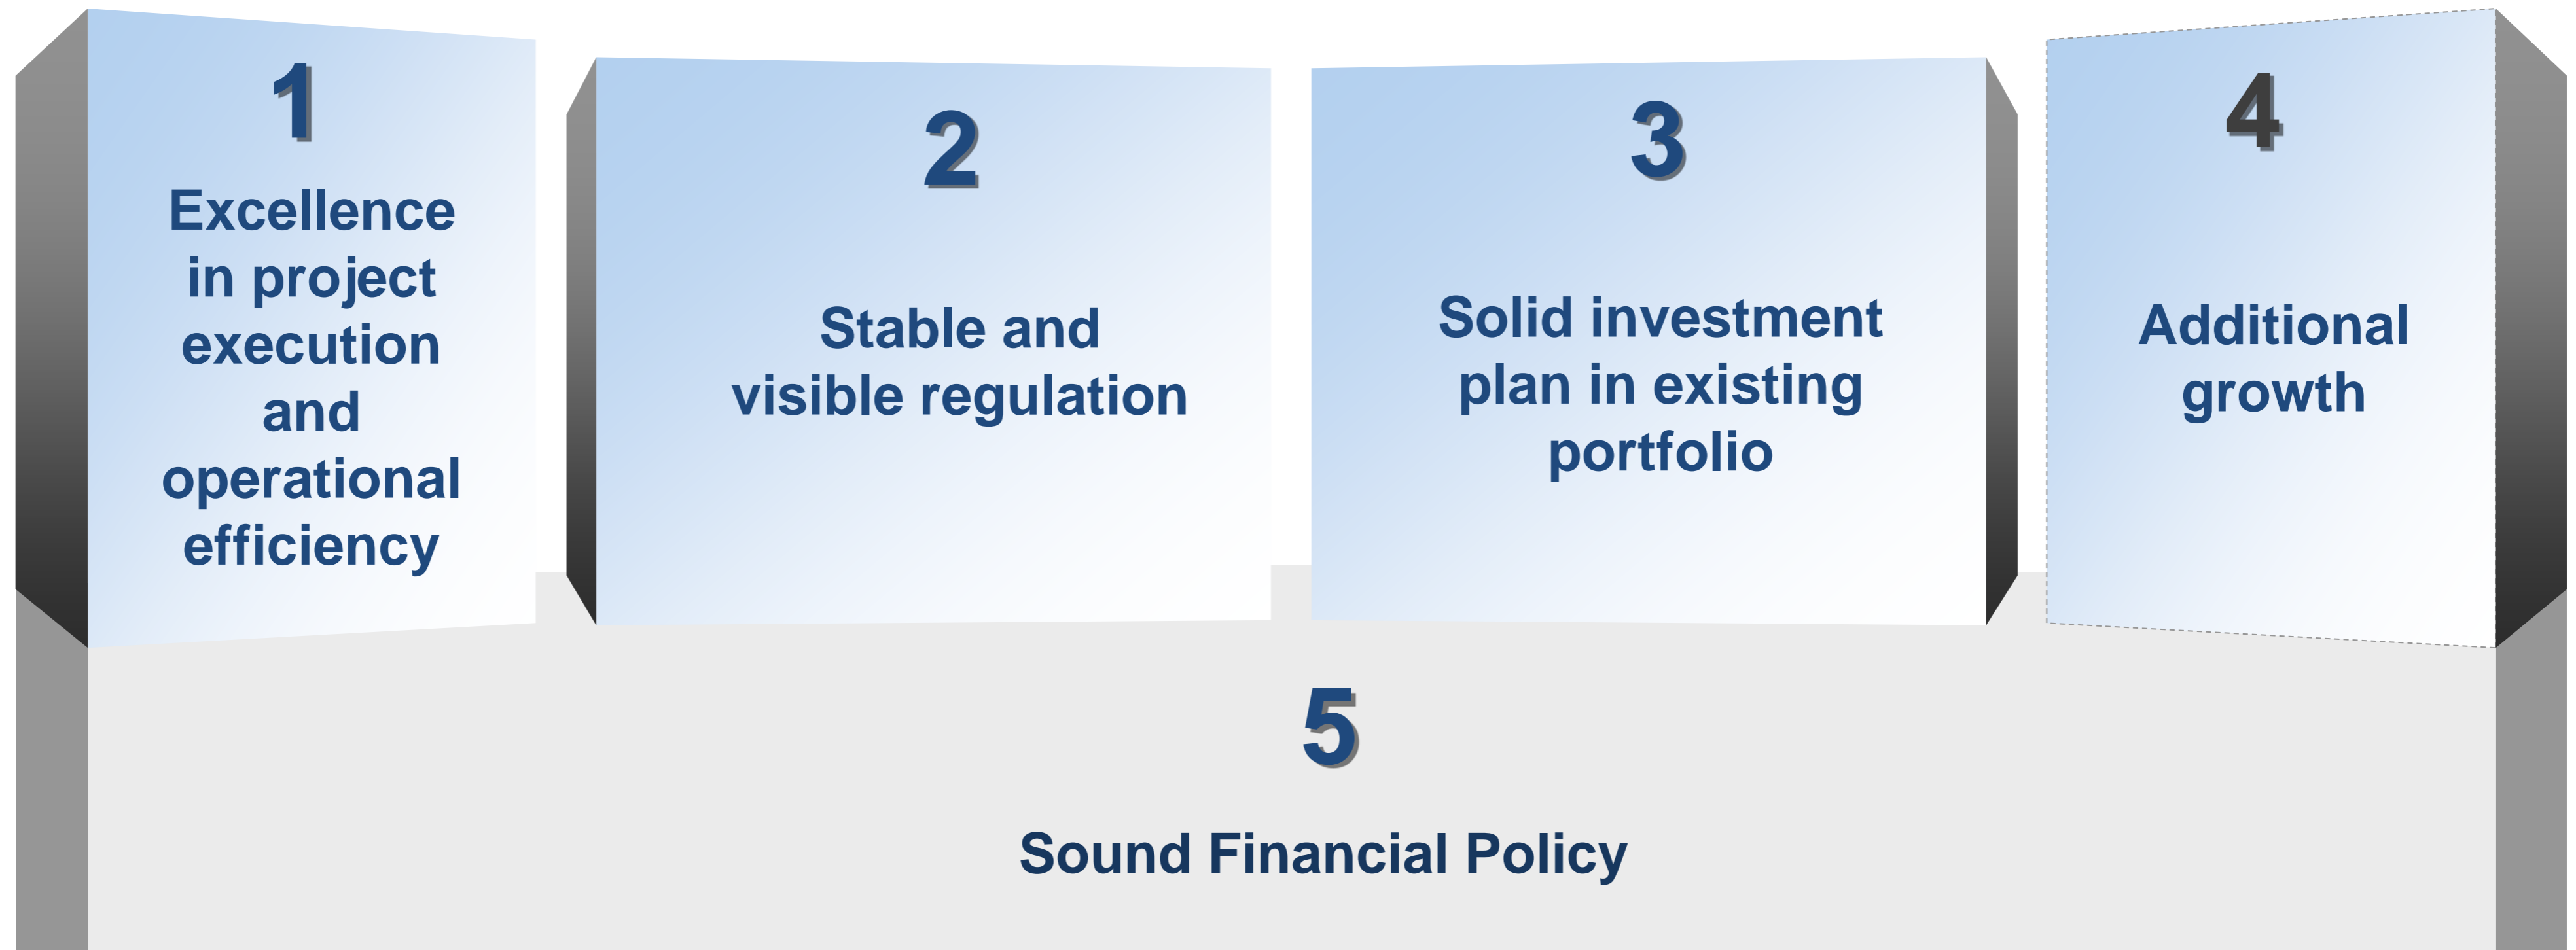 1
Excellence
in project
execution
and
operational
efficiency
2
Stable and
visible regulation
3
Solid investment
plan in existing
portfolio
4
Additional
growth
5
Sound Financial Policy